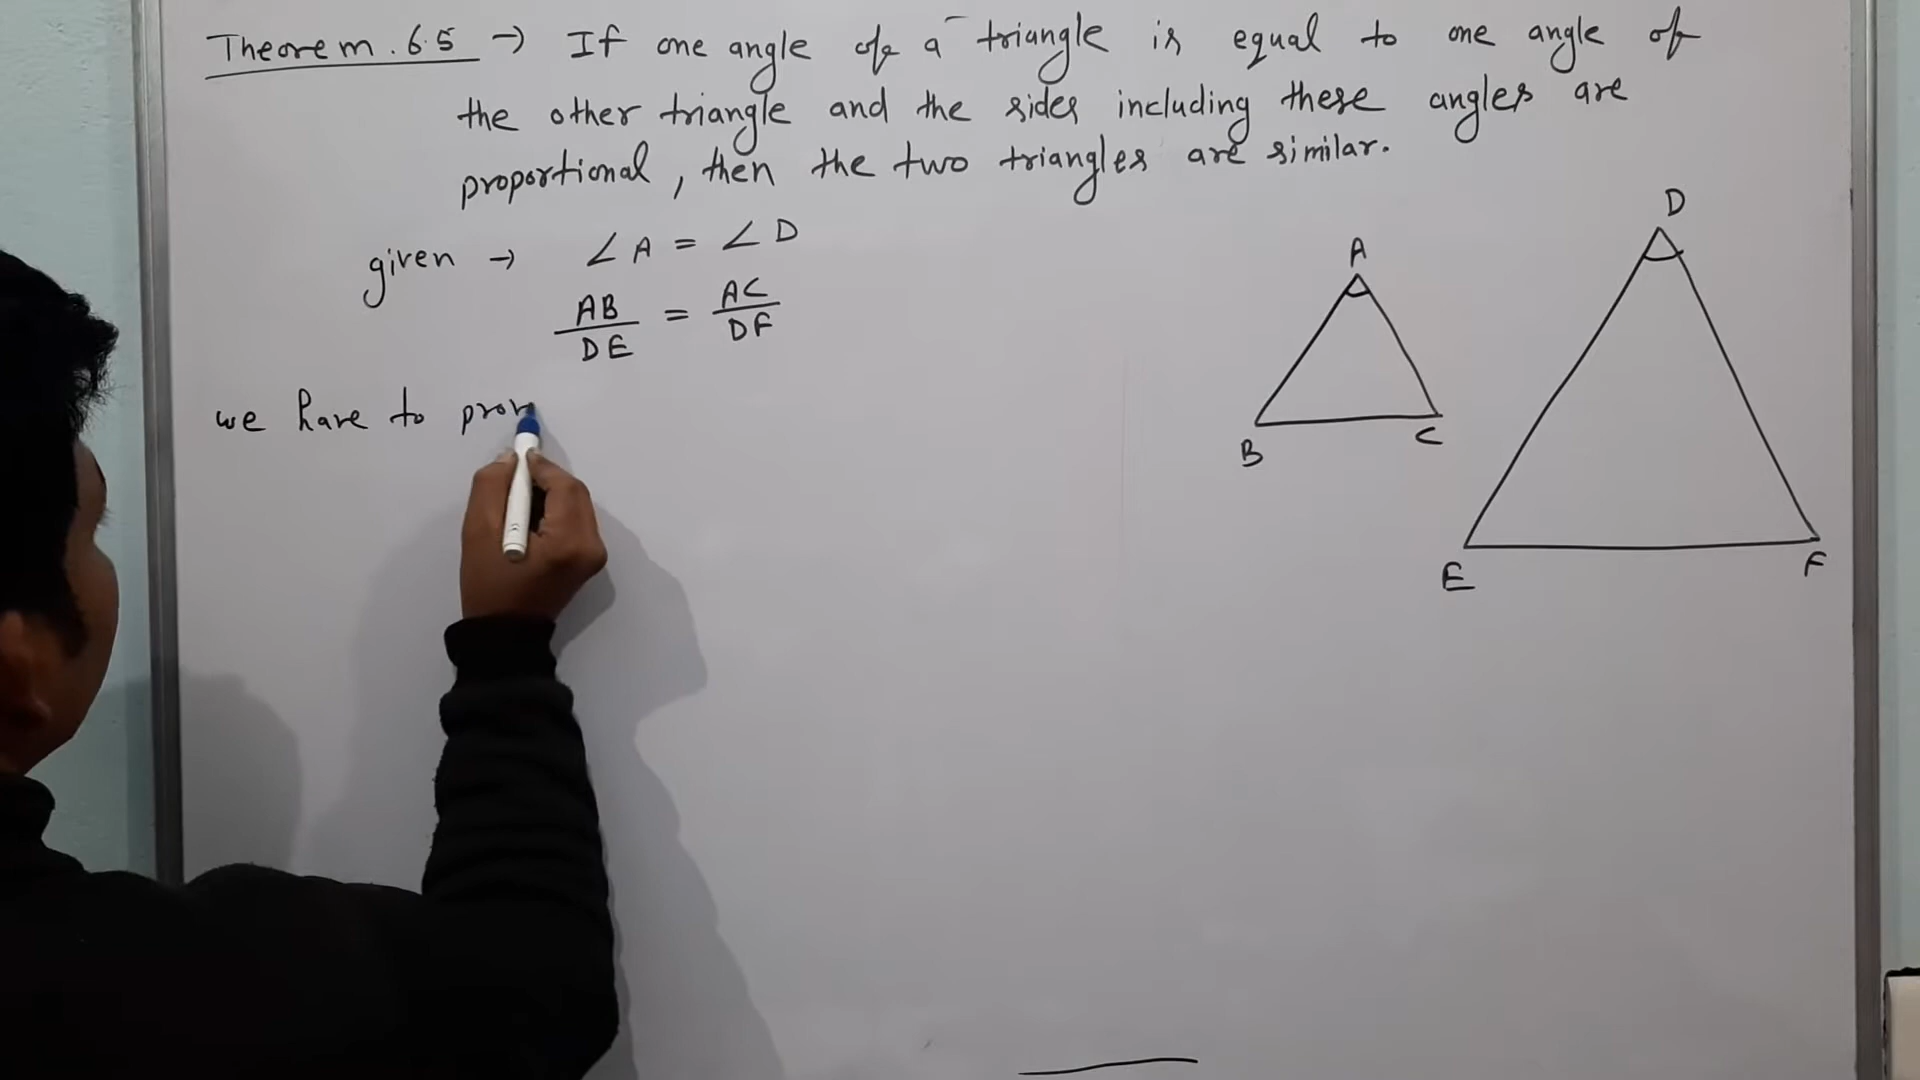 Theorem. 6.5 → If one angle of a triangle is equal to one angle of
the other triangle and the sides including these angles are
proportional, then the two triangles are similar.
given → ∠A = ∠D
AB/DE = AC/DF
we have to prov
A
B
C
D
E
F